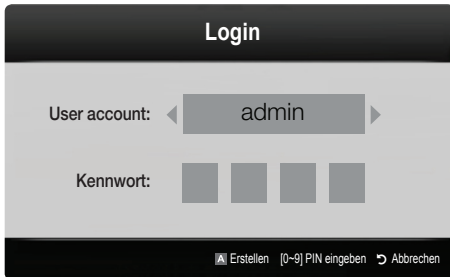 Login
User account: admin
Kennwort:
A Erstellen [0~9] PIN eingeben Abbrechen